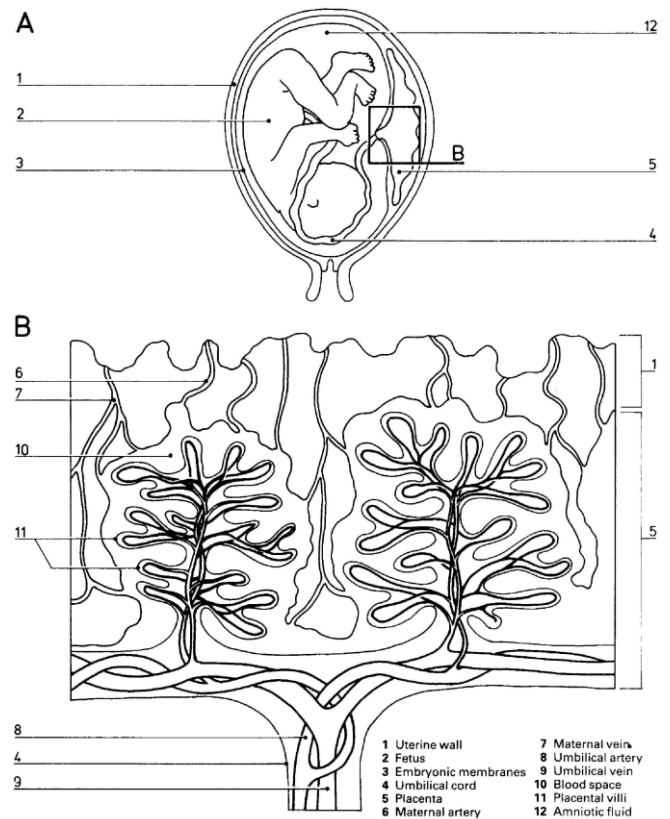 A
12
1
2
B
3
5
4
B
1
6
7
10
11
5
8
4
9
1 Uterine wall
2 Fetus
3 Embryonic membranes
4 Umbilical cord
5 Placenta
6 Maternal artery
7 Maternal vein
8 Umbilical artery
9 Umbilical vein
10 Blood space
11 Placental villi
12 Amniotic fluid